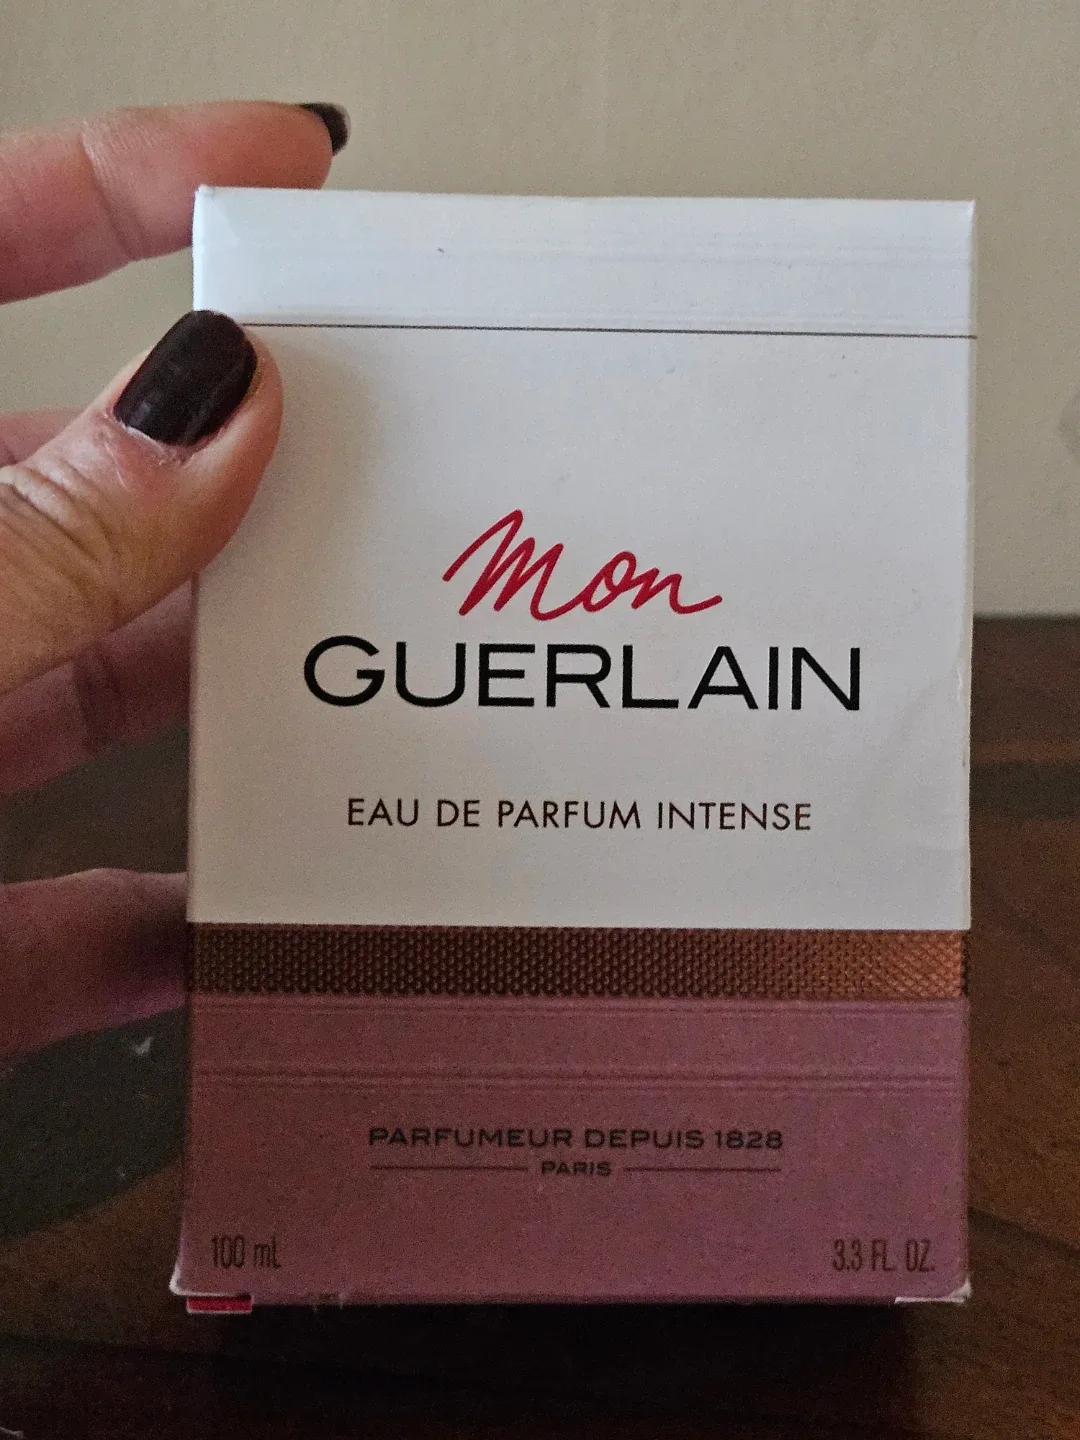 Mon
GUERLAIN
EAU DE PARFUM INTENSE
PARFUMEUR DEPUIS 1828
PARIS
100 mL 3.3 FL. OZ.